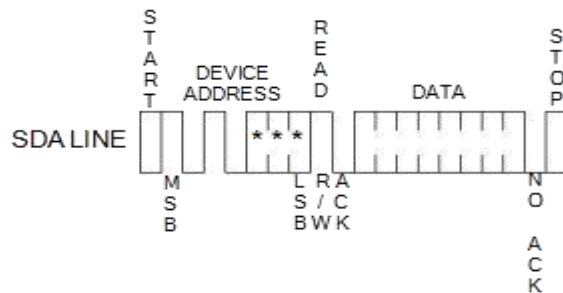 START
DEVICE
ADDRESS
READ
DATA
STOP
SDA LINE
* * *
MSB
LSB
R/W
ACK
NO ACK